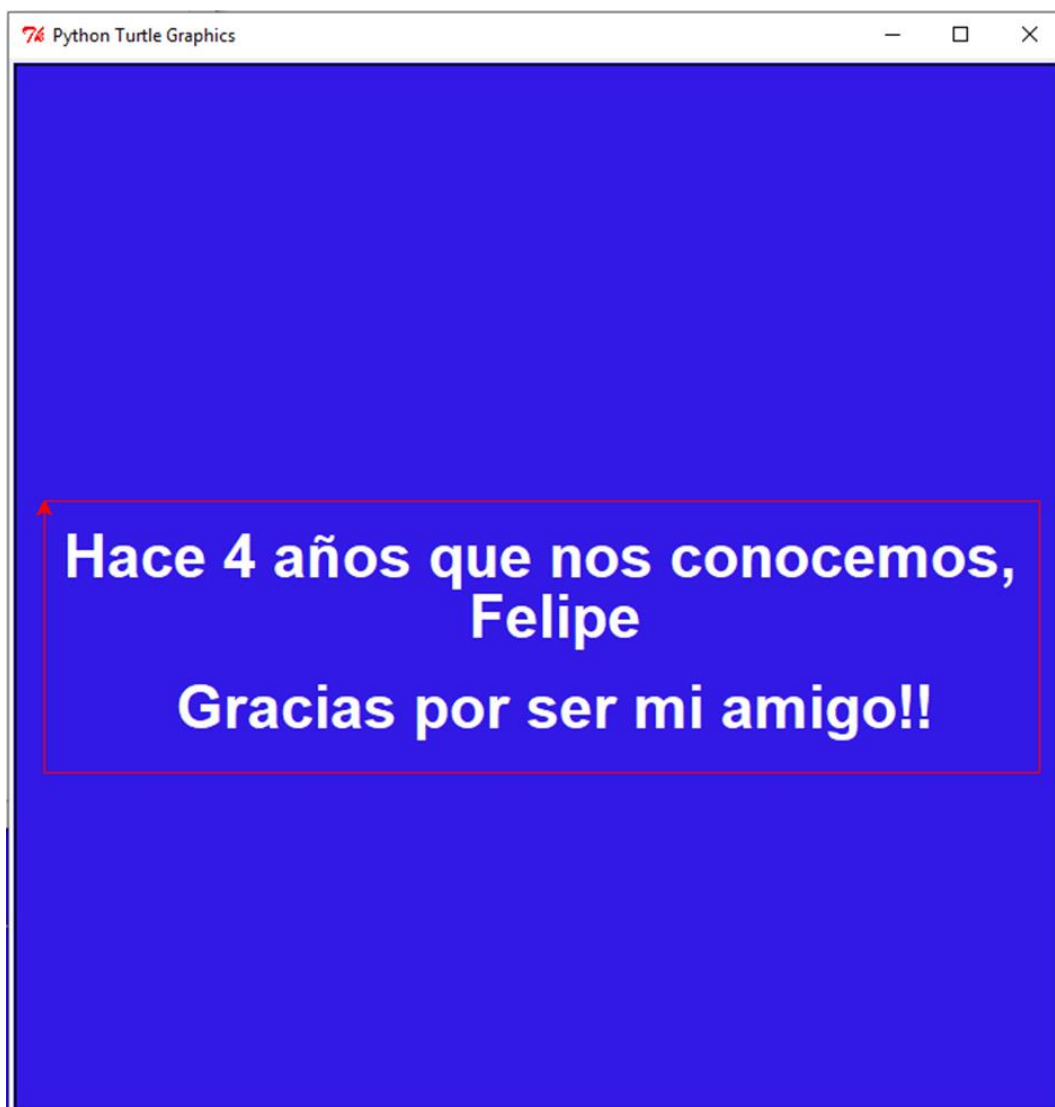 Python Turtle Graphics
Hace 4 años que nos conocemos,
Felipe
Gracias por ser mi amigo!!